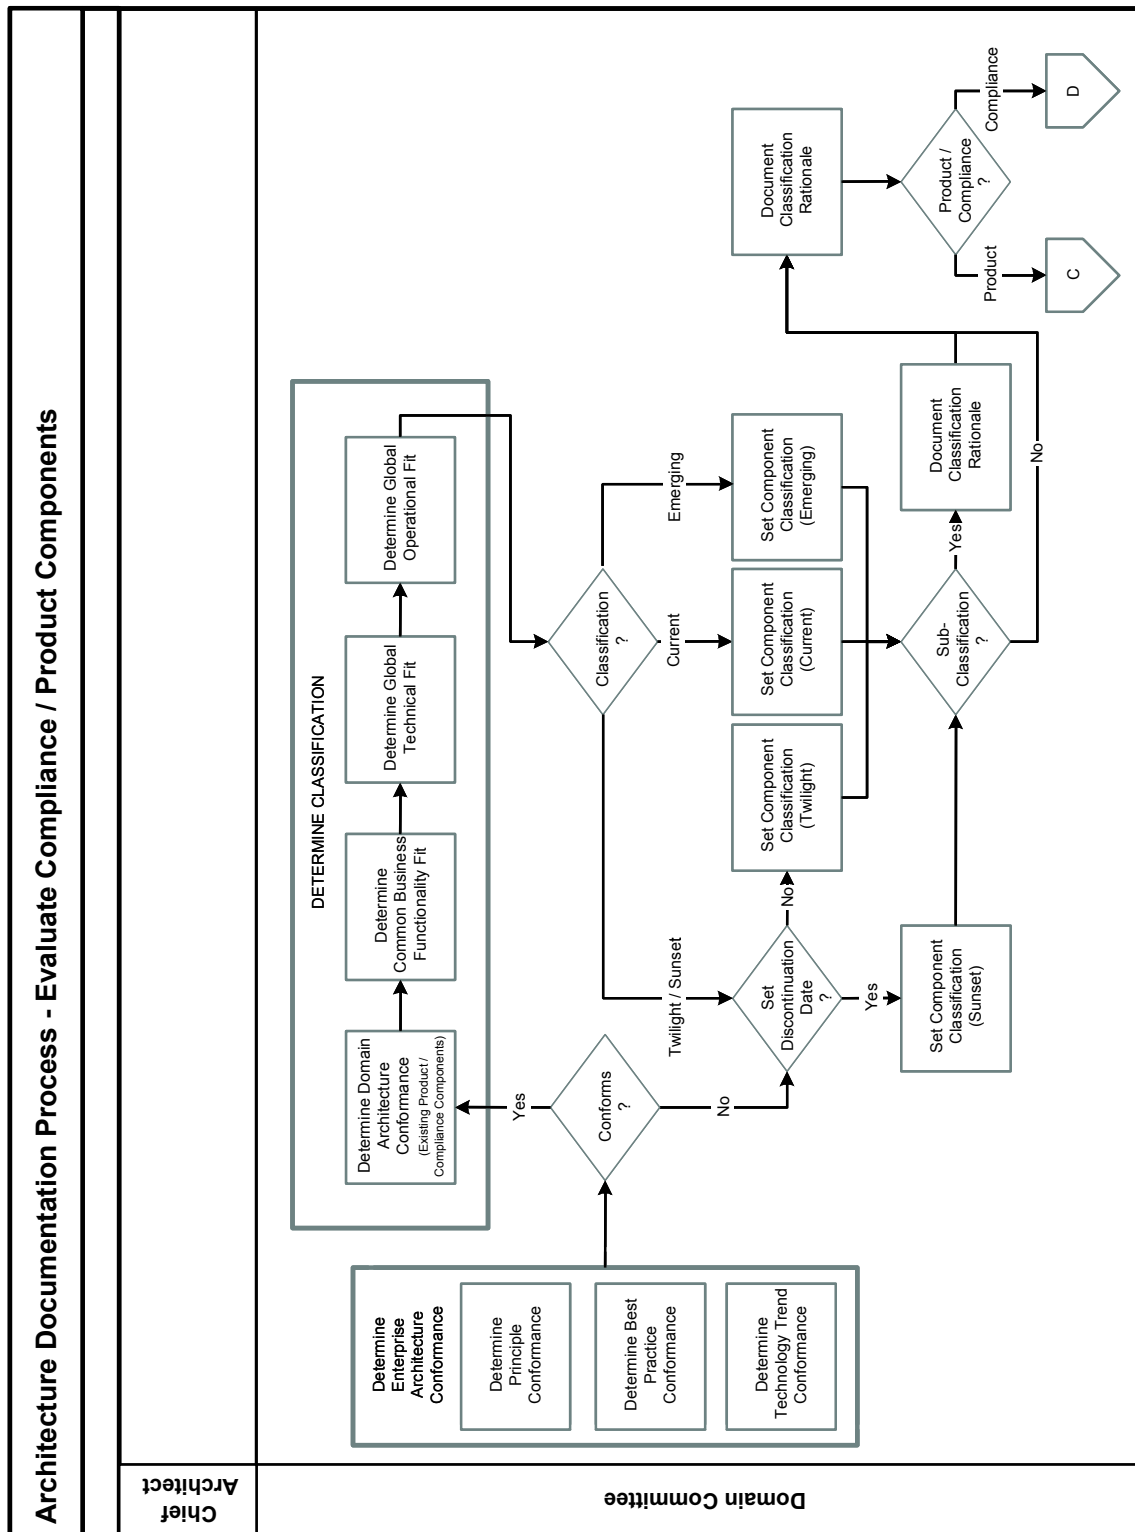 Architecture Documentation Process - Evaluate Compliance / Product Components
Chief
Architect
Domain Committee
Determine
Enterprise
Architecture
Conformance
Determine
Principle
Conformance
Determine Best
Practice
Conformance
Determine
Technology Trend
Conformance
Conforms
?
Yes
No
DETERMINE CLASSIFICATION
Determine Domain
Architecture
Conformance
(Existing Product /
Compliance Components)
Determine
Common Business
Functionality Fit
Determine Global
Technical Fit
Determine Global
Operational Fit
Classification
?
Twilight / Sunset
Current
Emerging
Set
Discontinuation
Date
?
No
Yes
Set Component
Classification
(Twilight)
Set Component
Classification
(Current)
Set Component
Classification
(Emerging)
Set Component
Classification
(Sunset)
Sub-
Classification
?
Yes
No
Document
Classification
Rationale
Document
Classification
Rationale
Product /
Compliance
?
Product
Compliance
C
D